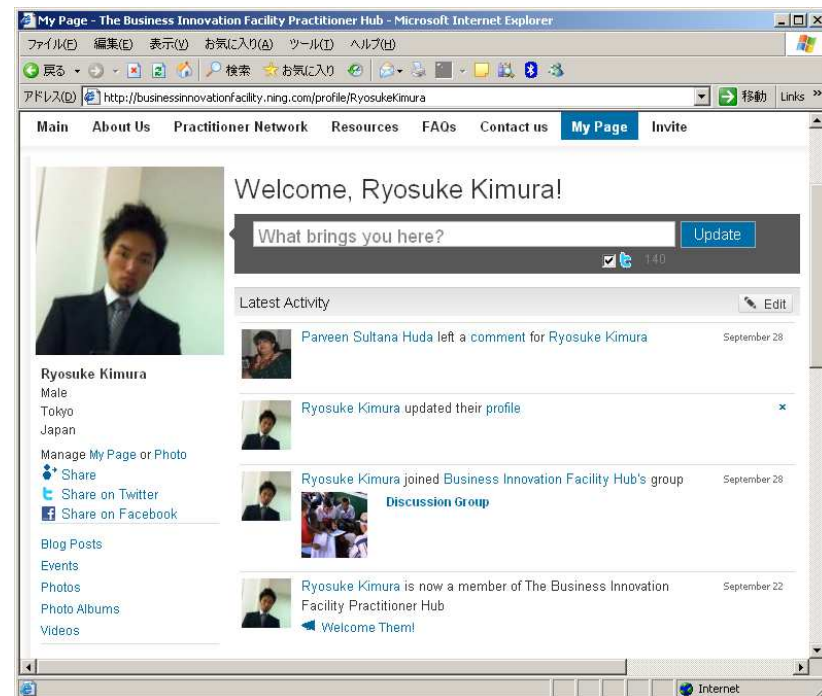 My Page - The Business Innovation Facility Practitioner Hub - Microsoft Internet Explorer
ファイル(F) 編集(E) 表示(V) お気に入り(A) ツール(T) ヘルプ(H)
戻る 検索 お気に入り
アドレス(D) http://businessinnovationfacility.ning.com/profile/RyosukeKimura 移動 Links »
Main About Us Practitioner Network Resources FAQs Contact us My Page Invite
Welcome, Ryosuke Kimura!
What brings you here? Update
140
Latest Activity Edit
Parveen Sultana Huda left a comment for Ryosuke Kimura September 28
Ryosuke Kimura updated their profile
Ryosuke Kimura joined Business Innovation Facility Hub's group September 28
Discussion Group
Ryosuke Kimura is now a member of The Business Innovation September 22
Facility Practitioner Hub
Welcome Them!
Ryosuke Kimura
Male
Tokyo
Japan
Manage My Page or Photo
Share
Share on Twitter
Share on Facebook
Blog Posts
Events
Photos
Photo Albums
Videos
Internet